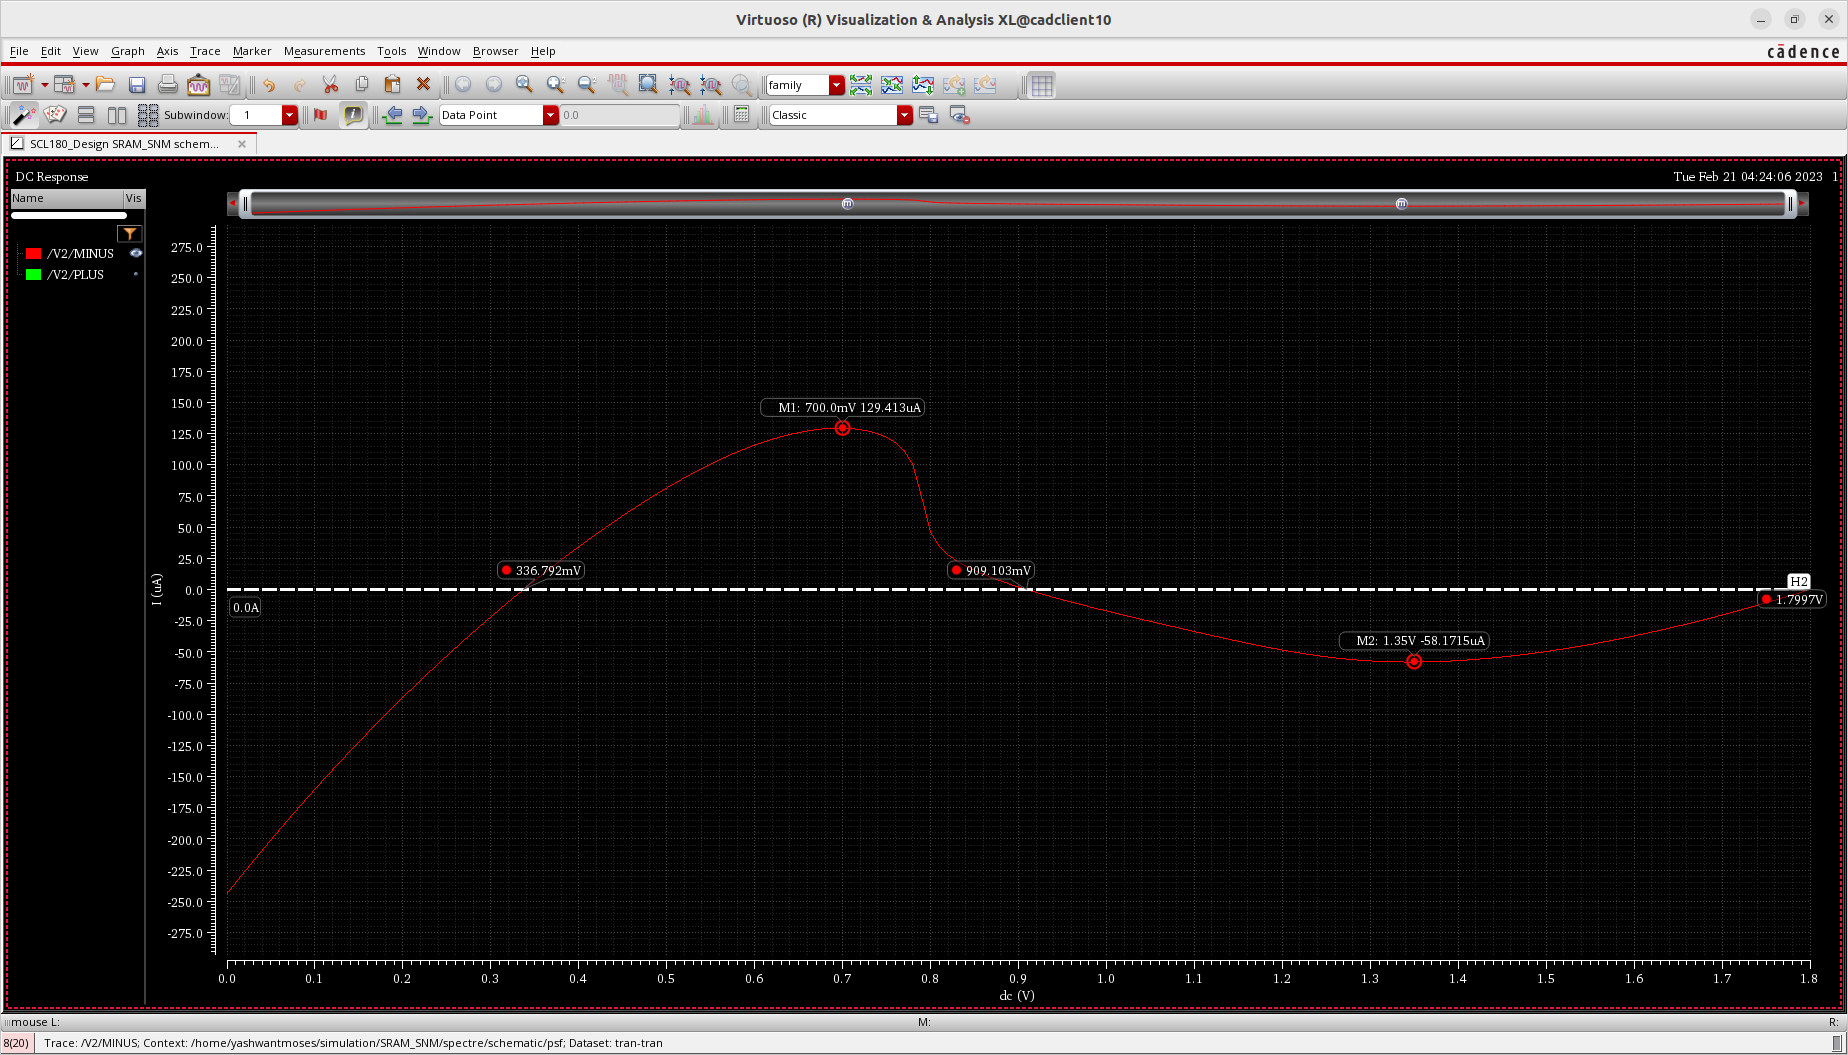 Virtuoso (R) Visualization & Analysis XL@cadclient10
File Edit View Graph Axis Trace Marker Measurements Tools Window Browser Help
cādence
family
Subwindow: 1
Data Point
0.0
Classic
SCL180_Design SRAM_SNM schem...
DC Response
Tue Feb 21 04:24:06 2023 1
Name Vis
/V2/MINUS
/V2/PLUS
m
m
275.0
250.0
225.0
200.0
175.0
150.0
125.0
100.0
75.0
50.0
25.0
0.0
-25.0
-50.0
-75.0
-100.0
-125.0
-150.0
-175.0
-200.0
-225.0
-250.0
-275.0
I (uA)
M1: 700.0mV 129.413uA
336.792mV
909.103mV
0.0A
H2
1.7997V
M2: 1.35V -58.1715uA
0.0 0.1 0.2 0.3 0.4 0.5 0.6 0.7 0.8 0.9 1.0 1.1 1.2 1.3 1.4 1.5 1.6 1.7 1.8
dc (V)
mouse L: M: R:
8(20) Trace: /V2/MINUS; Context: /home/yashwantmoses/simulation/SRAM_SNM/spectre/schematic/psf; Dataset: tran-tran